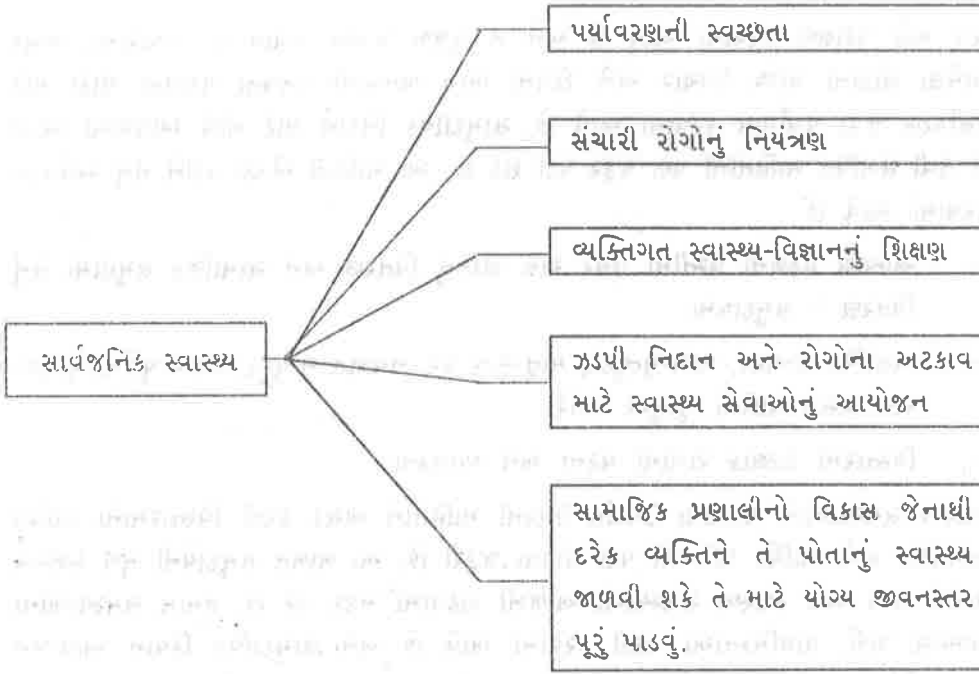 પર્યાવરણની સ્વચ્છતા
સંચારી રોગોનું નિયંત્રણ
વ્યક્તિગત સ્વાસ્થ્ય-વિજ્ઞાનનું શિક્ષણ
સાર્વજનિક સ્વાસ્થ્ય
ઝડપી નિદાન અને રોગોના અટકાવ
માટે સ્વાસ્થ્ય સેવાઓનું આયોજન
સામાજિક પ્રણાલીનો વિકાસ જેનાથી
દરેક વ્યક્તિને તે પોતાનું સ્વાસ્થ્ય
જાળવી શકે તે માટે યોગ્ય જીવનસ્તર
પૂરું પાડવું.